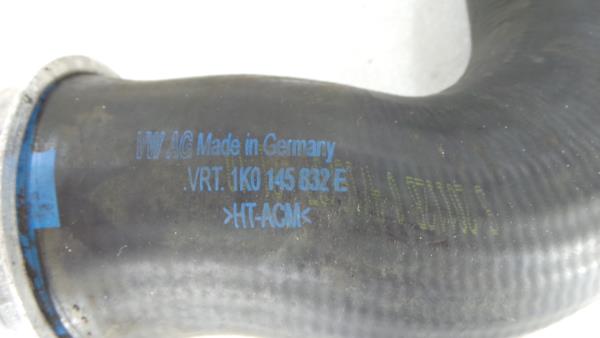 VW AG Made in Germany
.VRT. 1K0 145 832 E
>HT-ACM<